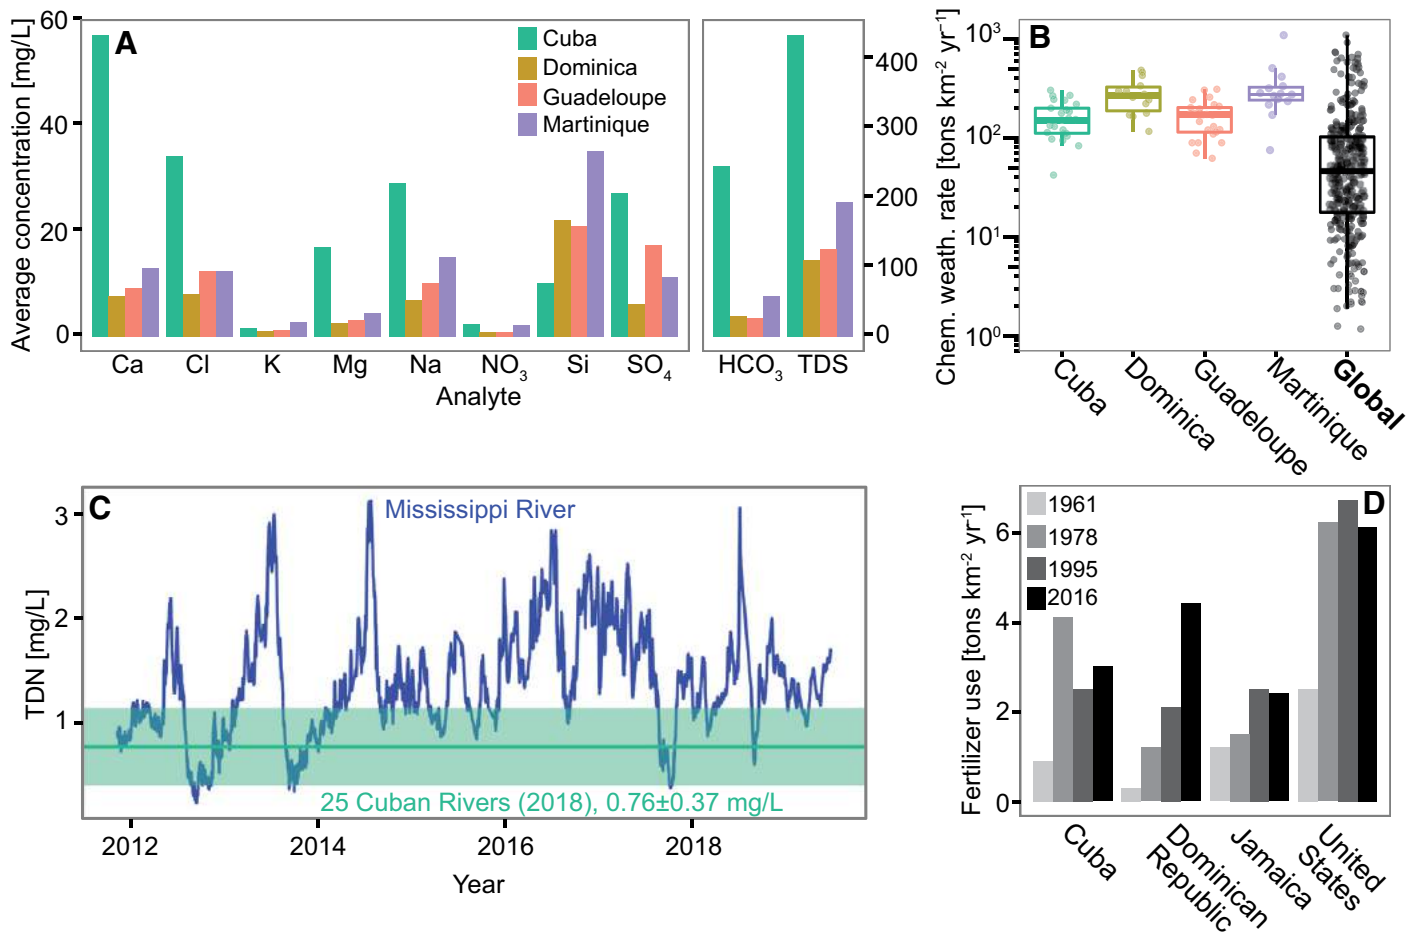 A
Average concentration [mg/L]
60
40
20
0
Cuba
Dominica
Guadeloupe
Martinique
400
300
200
100
0
Ca Cl K Mg Na NO3 Si SO4 HCO3 TDS
Analyte
B
Chem. weath. rate [tons km-2 yr-1]
10³
10²
10¹
10⁰
Cuba
Dominica
Guadeloupe
Martinique
Global
C
TDN [mg/L]
3
2
1
Mississippi River
25 Cuban Rivers (2018), 0.76±0.37 mg/L
2012 2014 2016 2018
Year
D
Fertilizer use [tons km-2 yr-1]
6
4
2
0
1961
1978
1995
2016
Cuba
Dominican
Republic
Jamaica
United
States